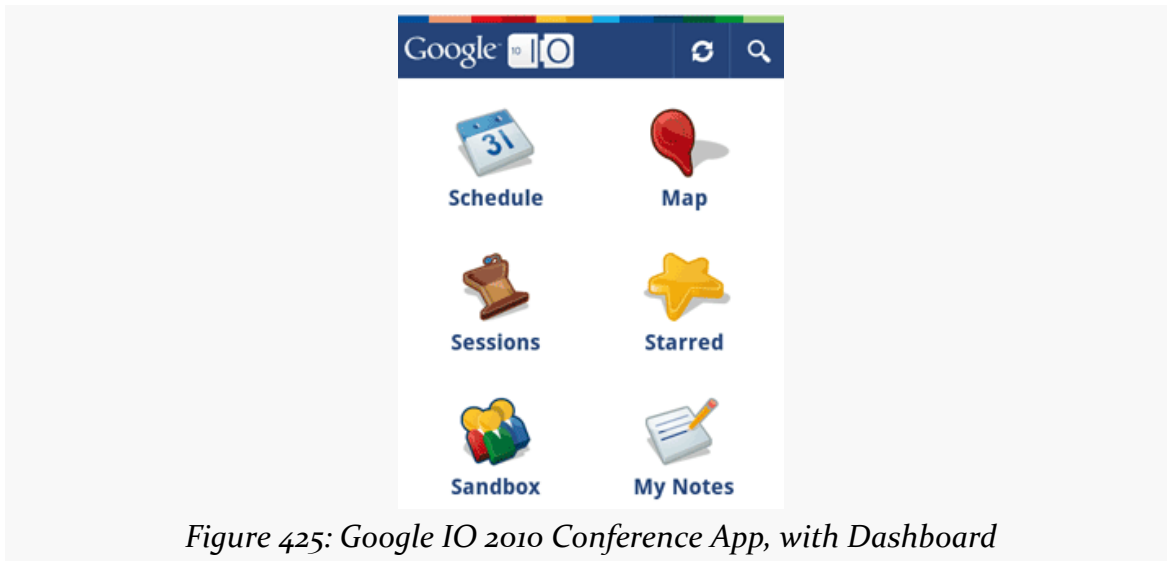 Google 10 IO
31
Schedule Map
Sessions Starred
Sandbox My Notes
Figure 425: Google IO 2010 Conference App, with Dashboard